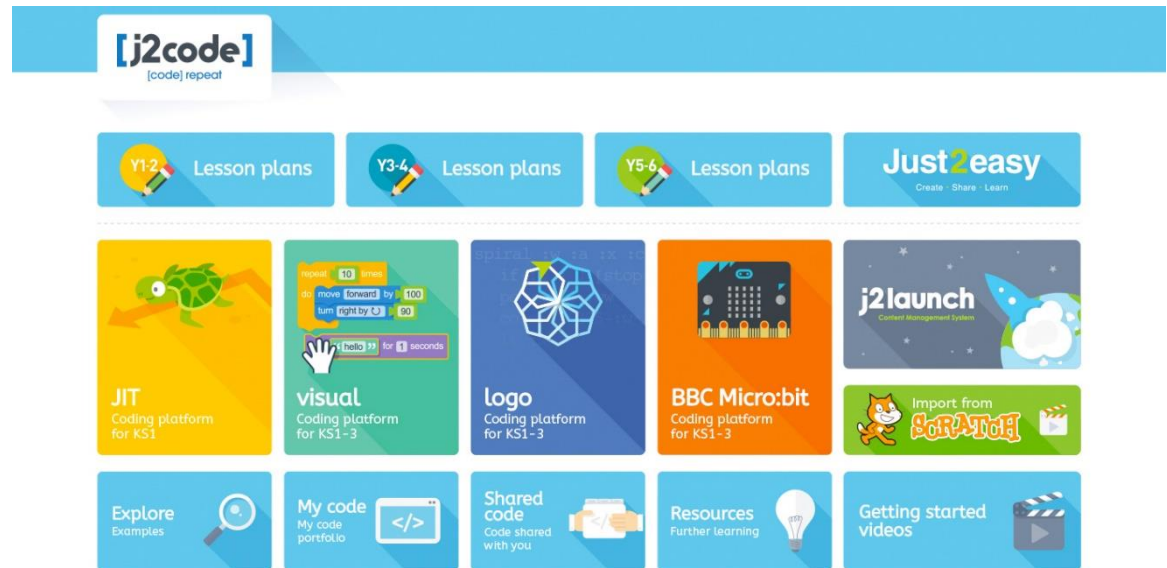 [j2code]
[code] repeat
Y1-2 Lesson plans
Y3-4 Lesson plans
Y5-6 Lesson plans
Just2easy
Create · Share · Learn
JIT
Coding platform
for KS1
repeat 10 times
do move forward by 100
turn right by 90
hello for 1 seconds
visual
Coding platform
for KS1-3
spiral :a :x
logo
Coding platform
for KS1-3
BBC Micro:bit
Coding platform
for KS1-3
j2launch
Content Management System
Import from
SCRATCH
Explore
Examples
My code
My code
portfolio
</>
Shared
code
Code shared
with you
</>
Resources
Further learning
Getting started
videos